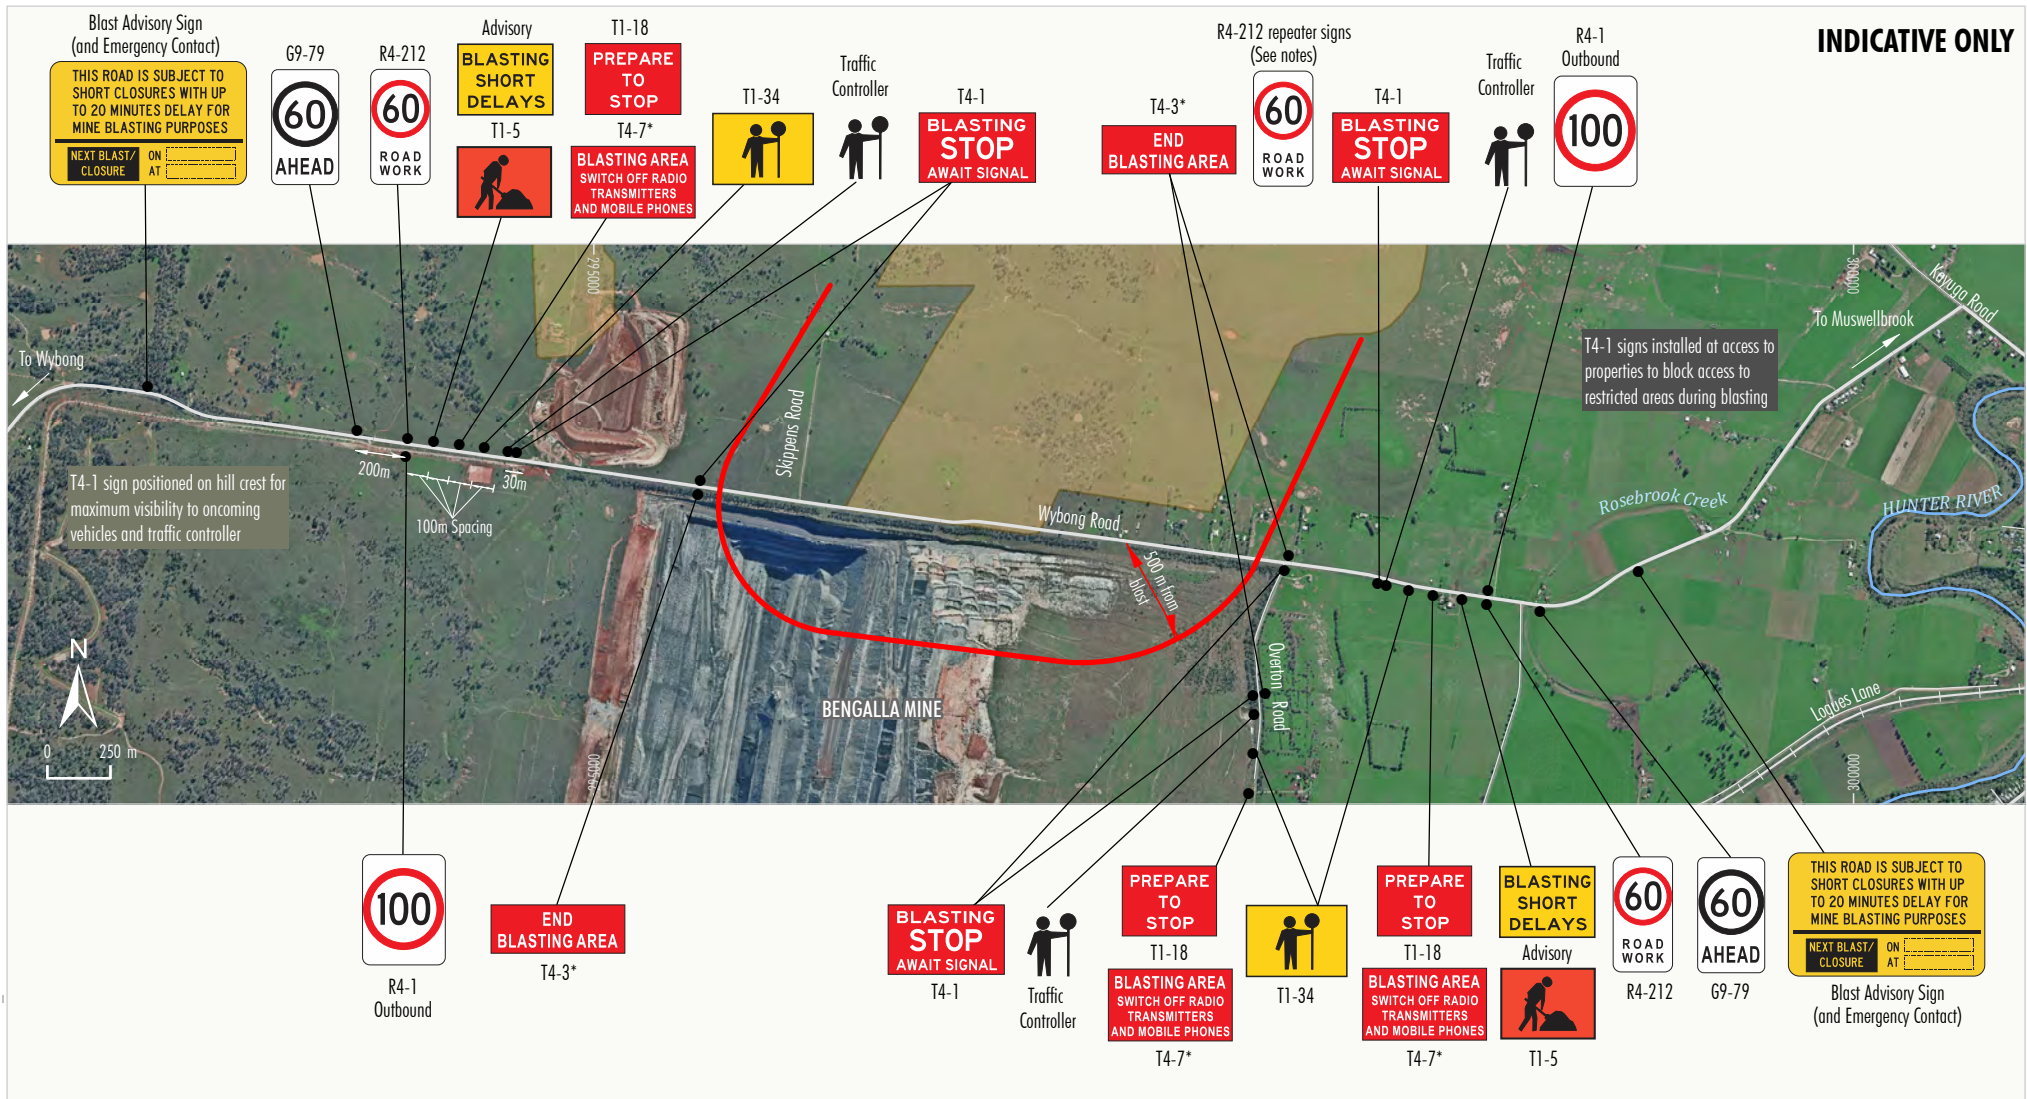 INDICATIVE ONLY
Blast Advisory Sign
(and Emergency Contact)
THIS ROAD IS SUBJECT TO
SHORT CLOSURES WITH UP
TO 20 MINUTES DELAY FOR
MINE BLASTING PURPOSES
NEXT BLAST/
CLOSURE
ON
AT
G9-79
60
AHEAD
R4-212
60
ROAD
WORK
Advisory
BLASTING
SHORT
DELAYS
T1-5
T1-18
PREPARE
TO
STOP
T4-7*
BLASTING AREA
SWITCH OFF RADIO
TRANSMITTERS
AND MOBILE PHONES
T1-34
Traffic
Controller
T4-1
BLASTING
STOP
AWAIT SIGNAL
T4-3*
END
BLASTING AREA
R4-212 repeater signs
(See notes)
60
ROAD
WORK
T4-1
BLASTING
STOP
AWAIT SIGNAL
Traffic
Controller
R4-1
Outbound
100
295000
300000
Kayuga Road
To Muswellbrook
To Wybong
T4-1 signs installed at access to
properties to block access to
restricted areas during blasting
Skippens Road
200m
30m
100m Spacing
T4-1 sign positioned on hill crest for
maximum visibility to oncoming
vehicles and traffic controller
Wybong Road
Rosebrook Creek
HUNTER RIVER
500 m from
blast
N
0 250 m
BENGALLA MINE
Overton Road
Logues Lane
295000
300000
100
R4-1
Outbound
END
BLASTING AREA
T4-3*
BLASTING
STOP
AWAIT SIGNAL
T4-1
Traffic
Controller
PREPARE
TO
STOP
T1-18
BLASTING AREA
SWITCH OFF RADIO
TRANSMITTERS
AND MOBILE PHONES
T4-7*
T1-34
PREPARE
TO
STOP
T1-18
BLASTING AREA
SWITCH OFF RADIO
TRANSMITTERS
AND MOBILE PHONES
T4-7*
BLASTING
SHORT
DELAYS
Advisory
T1-5
60
ROAD
WORK
R4-212
60
AHEAD
G9-79
THIS ROAD IS SUBJECT TO
SHORT CLOSURES WITH UP
TO 20 MINUTES DELAY FOR
MINE BLASTING PURPOSES
NEXT BLAST/
CLOSURE
ON
AT
Blast Advisory Sign
(and Emergency Contact)